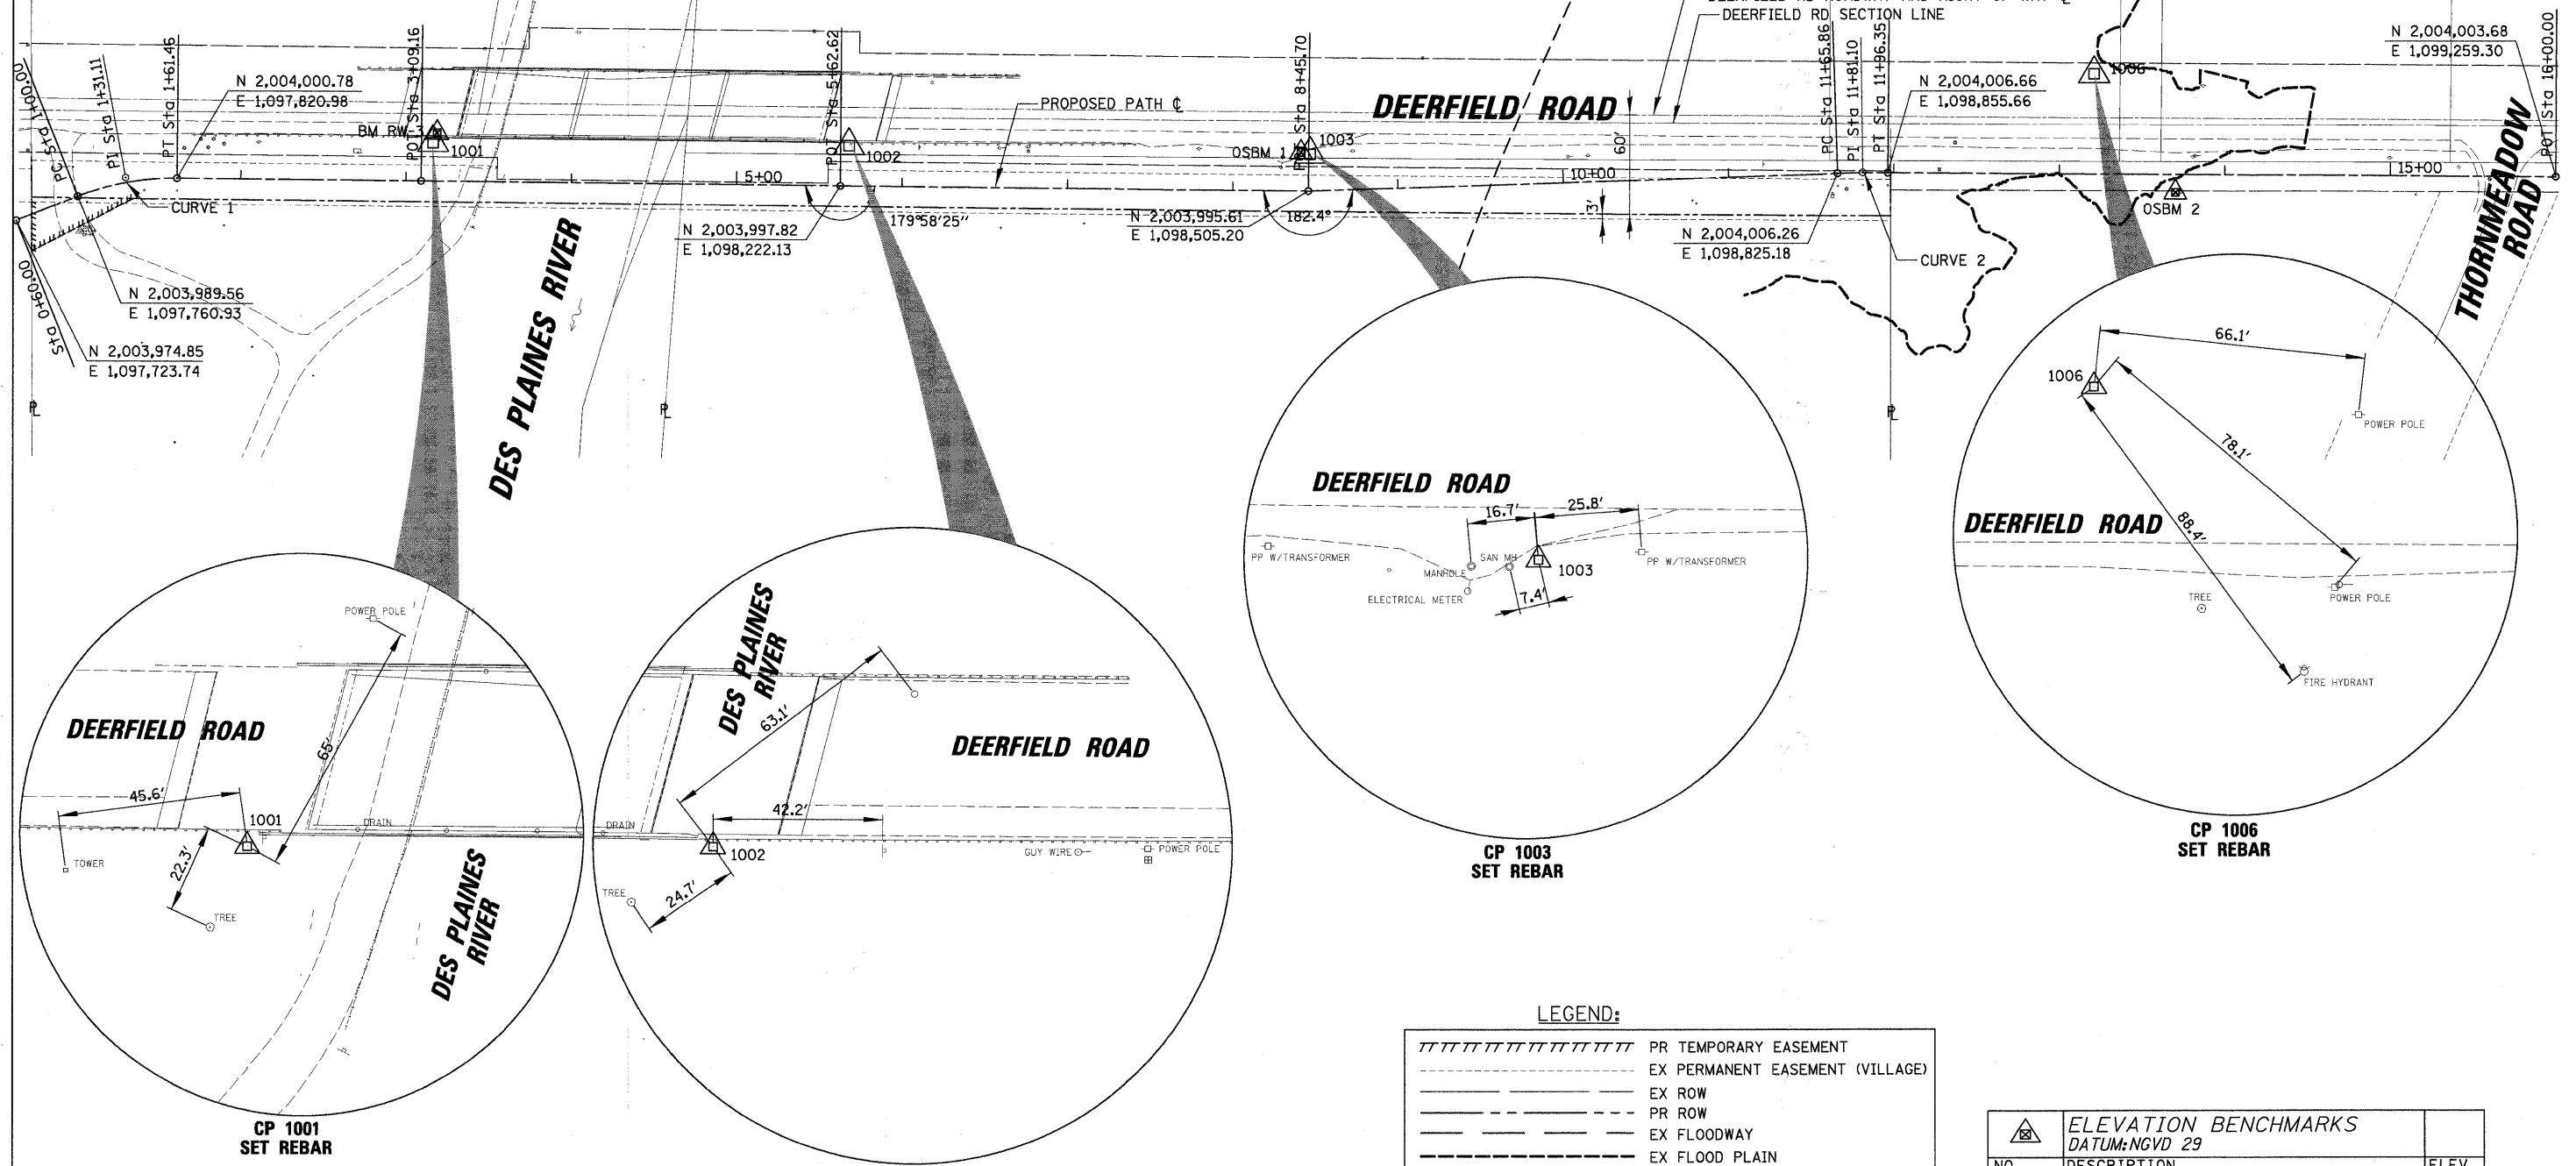 DEERFIELD RD SECTION LINE
N 2,004,003.68
E 1,099,259.30
POT Sta 16+00.00
PC Sta 1+00.00
PI Sta 1+31.11
PT Sta 1+61.46
N 2,004,000.78
E 1,097,820.98
POT Sta 3+09.16
BM RW-3
1001
POT Sta 5+62.62
1002
PROPOSED PATH ℄
Sta 8+45.70
OSBM 1
1003
DEERFIELD ROAD
60'
3'
PC Sta 11+65.86
PI Sta 11+81.10
PT Sta 11+96.35
N 2,004,006.66
E 1,098,855.66
1006
THORNMEADOW
ROAD
5+00
10+00
15+00
OSBM 2
CURVE 1
179°58'25"
182.4°
N 2,003,997.82
E 1,098,222.13
N 2,003,995.61
E 1,098,505.20
N 2,004,006.26
E 1,098,825.18
CURVE 2
N 2,003,989.56
E 1,097,760.93
Sta 0+60.00
N 2,003,974.85
E 1,097,723.74
DES PLAINES RIVER
PL
PL
PL
POWER POLE
DEERFIELD ROAD
65'
45.6'
1001
DRAIN
TOWER
22.3'
TREE
DES PLAINES
RIVER
CP 1001
SET REBAR
DES PLAINES
RIVER
63.1'
DEERFIELD ROAD
42.2'
DRAIN
1002
GUY WIRE
POWER POLE
TREE
24.7'
DEERFIELD ROAD
16.7'
25.8'
PP W/TRANSFORMER
SAN MH
MANHOLE
1003
PP W/TRANSFORMER
ELECTRICAL METER
7.4'
CP 1003
SET REBAR
66.1'
1006
POWER POLE
78.1'
88.4'
DEERFIELD ROAD
TREE
POWER POLE
FIRE HYDRANT
CP 1006
SET REBAR
LEGEND:
PR TEMPORARY EASEMENT
EX PERMANENT EASEMENT (VILLAGE)
EX ROW
PR ROW
EX FLOODWAY
EX FLOOD PLAIN
ELEVATION BENCHMARKS
DATUM:NGVD 29
NO. DESCRIPTION ELEV.